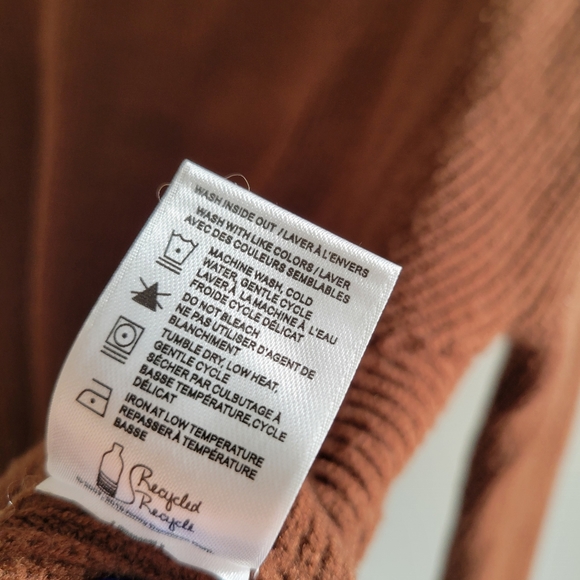 WASH INSIDE OUT / LAVER À L'ENVERS
WASH WITH LIKE COLORS / LAVER
AVEC DES COULEURS SEMBLABLES
MACHINE WASH, COLD
WATER, GENTLE CYCLE
LAVER À LA MACHINE À L'EAU
FROIDE CYCLE DÉLICAT
DO NOT BLEACH
NE PAS UTILISER D'AGENT DE
BLANCHIMENT
TUMBLE DRY, LOW HEAT,
GENTLE CYCLE
SÉCHER PAR CULBUTAGE À
BASSE TEMPÉRATURE, CYCLE
DÉLICAT
IRON AT LOW TEMPERATURE
REPASSER À TEMPÉRATURE
BASSE
Recycled
Recyclé